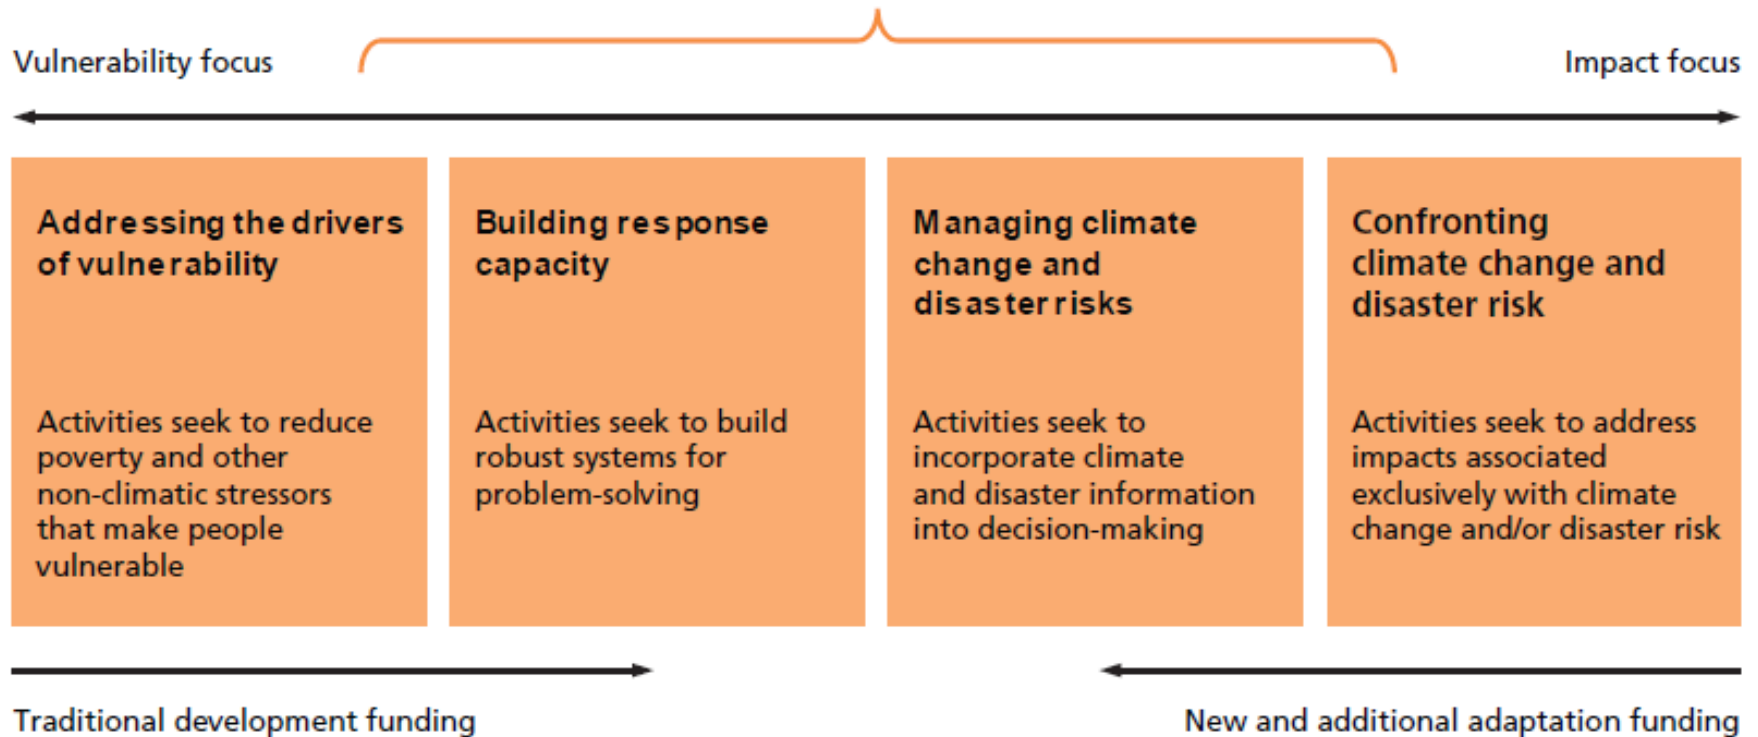 Vulnerability focus
Impact focus
Addressing the drivers
of vulnerability
Activities seek to reduce
poverty and other
non-climatic stressors
that make people
vulnerable
Building response
capacity
Activities seek to build
robust systems for
problem-solving
Managing climate
change and
disaster risks
Activities seek to
incorporate climate
and disaster information
into decision-making
Confronting
climate change and
disaster risk
Activities seek to address
impacts associated
exclusively with climate
change and/or disaster risk
Traditional development funding
New and additional adaptation funding